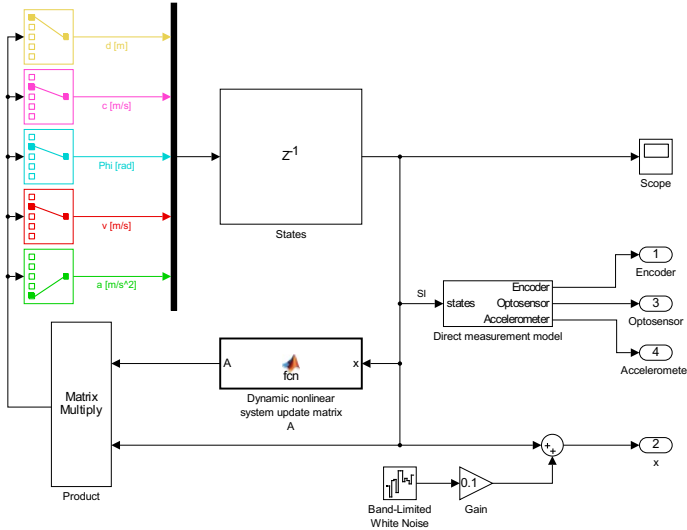 d [m]
c [m/s]
Phi [rad]
v [m/s]
a [m/s^2]
Z-1
States
Scope
SI
states
Encoder
Optosensor
Accelerometer
Direct measurement model
1
Encoder
3
Optosensor
4
Acceleromete
Matrix
Multiply
Product
A
fcn
x
Dynamic nonlinear
system update matrix
A
+
+
2
x
Band-Limited
White Noise
0.1
Gain